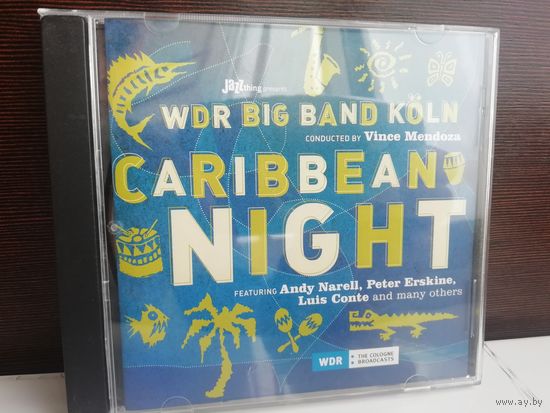 jazzthing presents
WDR BIG BAND KÖLN
CONDUCTED BY Vince Mendoza
CARIBBEAN
NIGHT
FEATURING Andy Narell, Peter Erskine,
Luis Conte and many others
WDR THE COLOGNE
BROADCASTS
www.ay.by